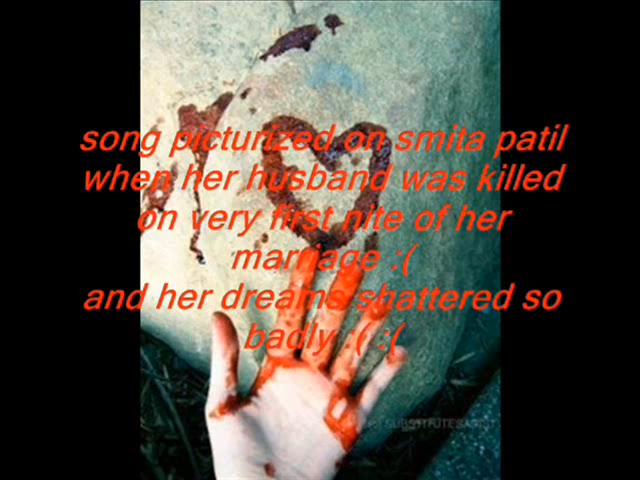 song picturized on smita patil
when her husband was killed
on very first nite of her
marriage :(
and her dreams shattered so
badly :( :(